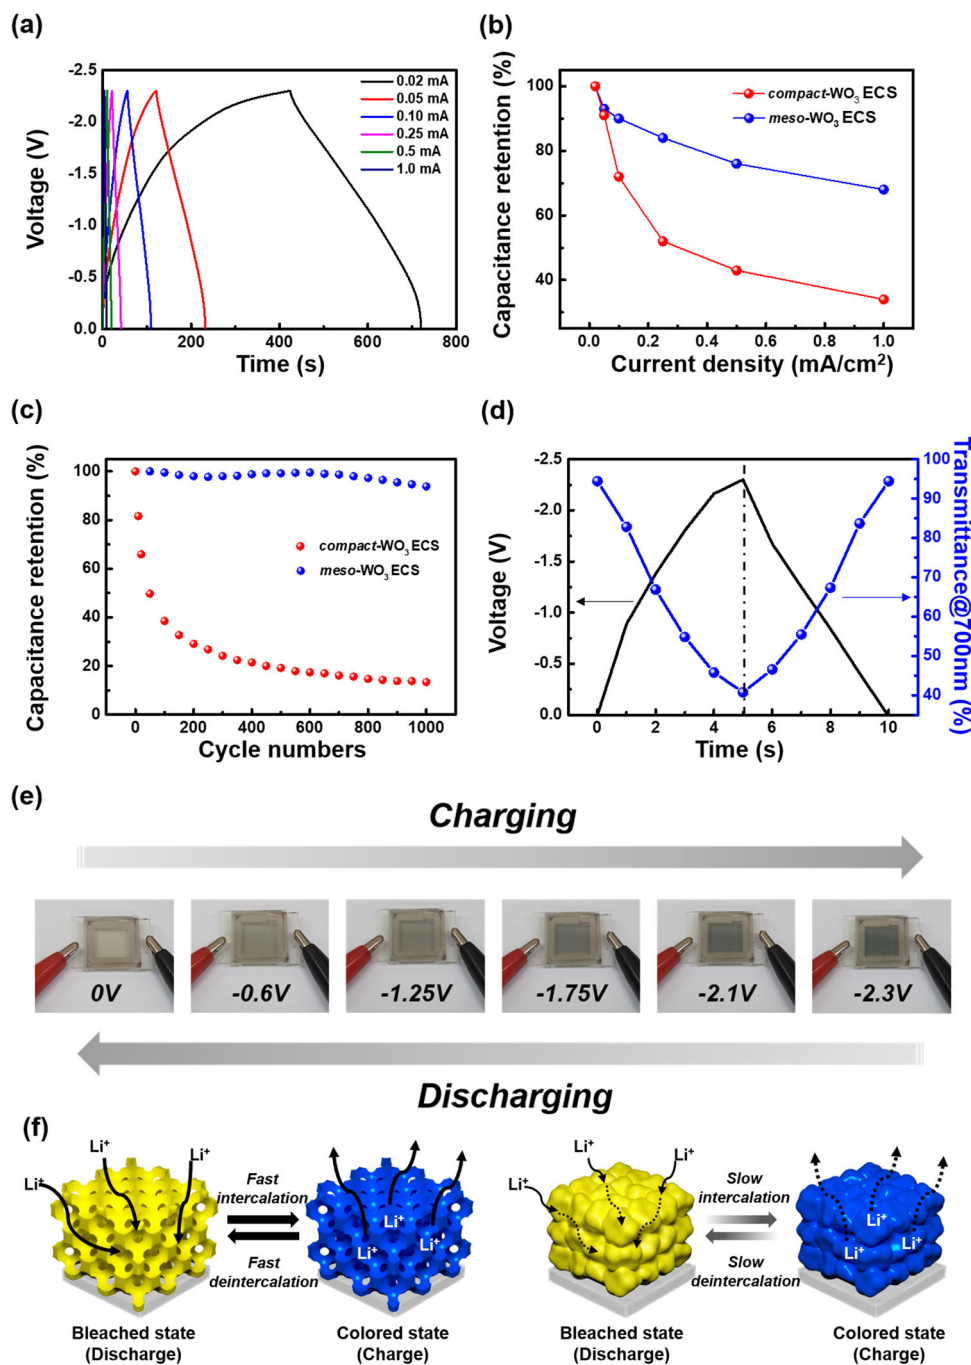 (a)
Voltage (V)
-2.5
-2.0
-1.5
-1.0
-0.5
0.0
0
200
400
600
800
Time (s)
0.02 mA
0.05 mA
0.10 mA
0.25 mA
0.5 mA
1.0 mA
(b)
Capacitance retention (%)
100
80
60
40
0.0
0.2
0.4
0.6
0.8
1.0
Current density (mA/cm²)
compact-WO₃ ECS
meso-WO₃ ECS
(c)
Capacitance retention (%)
100
80
60
40
20
0
0
200
400
600
800
1000
Cycle numbers
compact-WO₃ ECS
meso-WO₃ ECS
(d)
Voltage (V)
-2.5
-2.0
-1.5
-1.0
-0.5
0.0
0
2
4
6
8
10
Time (s)
100
90
80
70
60
50
40
Transmittance@700nm (%)
(e)
Charging
0V
-0.6V
-1.25V
-1.75V
-2.1V
-2.3V
Discharging
(f)
Li⁺
Li⁺
Li⁺
Fast
intercalation
Fast
deintercalation
Li⁺
Li⁺
Li⁺
Li⁺
Li⁺
Li⁺
Slow
intercalation
Slow
deintercalation
Li⁺
Li⁺
Li⁺
Bleached state
(Discharge)
Colored state
(Charge)
Bleached state
(Discharge)
Colored state
(Charge)